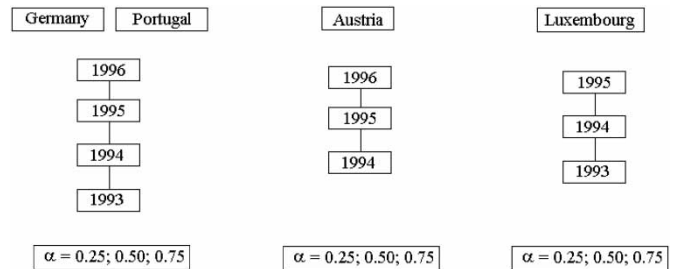 Germany
Portugal
1996
1995
1994
1993
α = 0.25; 0.50; 0.75
Austria
1996
1995
1994
α = 0.25; 0.50; 0.75
Luxembourg
1995
1994
1993
α = 0.25; 0.50; 0.75